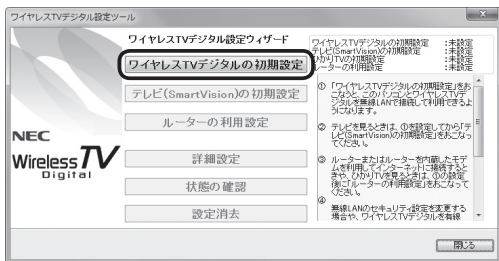 ワイヤレスTVデジタル設定ツール
ワイヤレスTVデジタル設定ウィザード
ワイヤレスTVデジタルの初期設定
テレビ(SmartVision)の初期設定
ルーターの利用設定
詳細設定
状態の確認
設定消去
NEC
Wireless TV
Digital
ワイヤレスTVデジタルの初期設定 :未設定
テレビ(SmartVision)の初期設定 :未設定
ひかりTVの初期設定 :未設定
ルーターの利用設定 :未設定
① 「ワイヤレスTVデジタルの初期設定」をお
こなうと、このパソコンとワイヤレスTVデ
ジタルを無線LANで接続して利用できるよ
うになります。
② テレビを見るときは、①を設定してから「テ
レビ(SmartVision)の初期設定」をおこなっ
てください。
③ ルーターまたはルーターを内蔵したモデ
ムを利用してインターネットに接続すると
きや、ひかりTVを見るときは、①の設定
後に「ルーターの利用設定」をおこなって
ください。
④
無線LANのセキュリティ設定を変更する
場合や、ワイヤレスTVデジタルを有線
閉じる